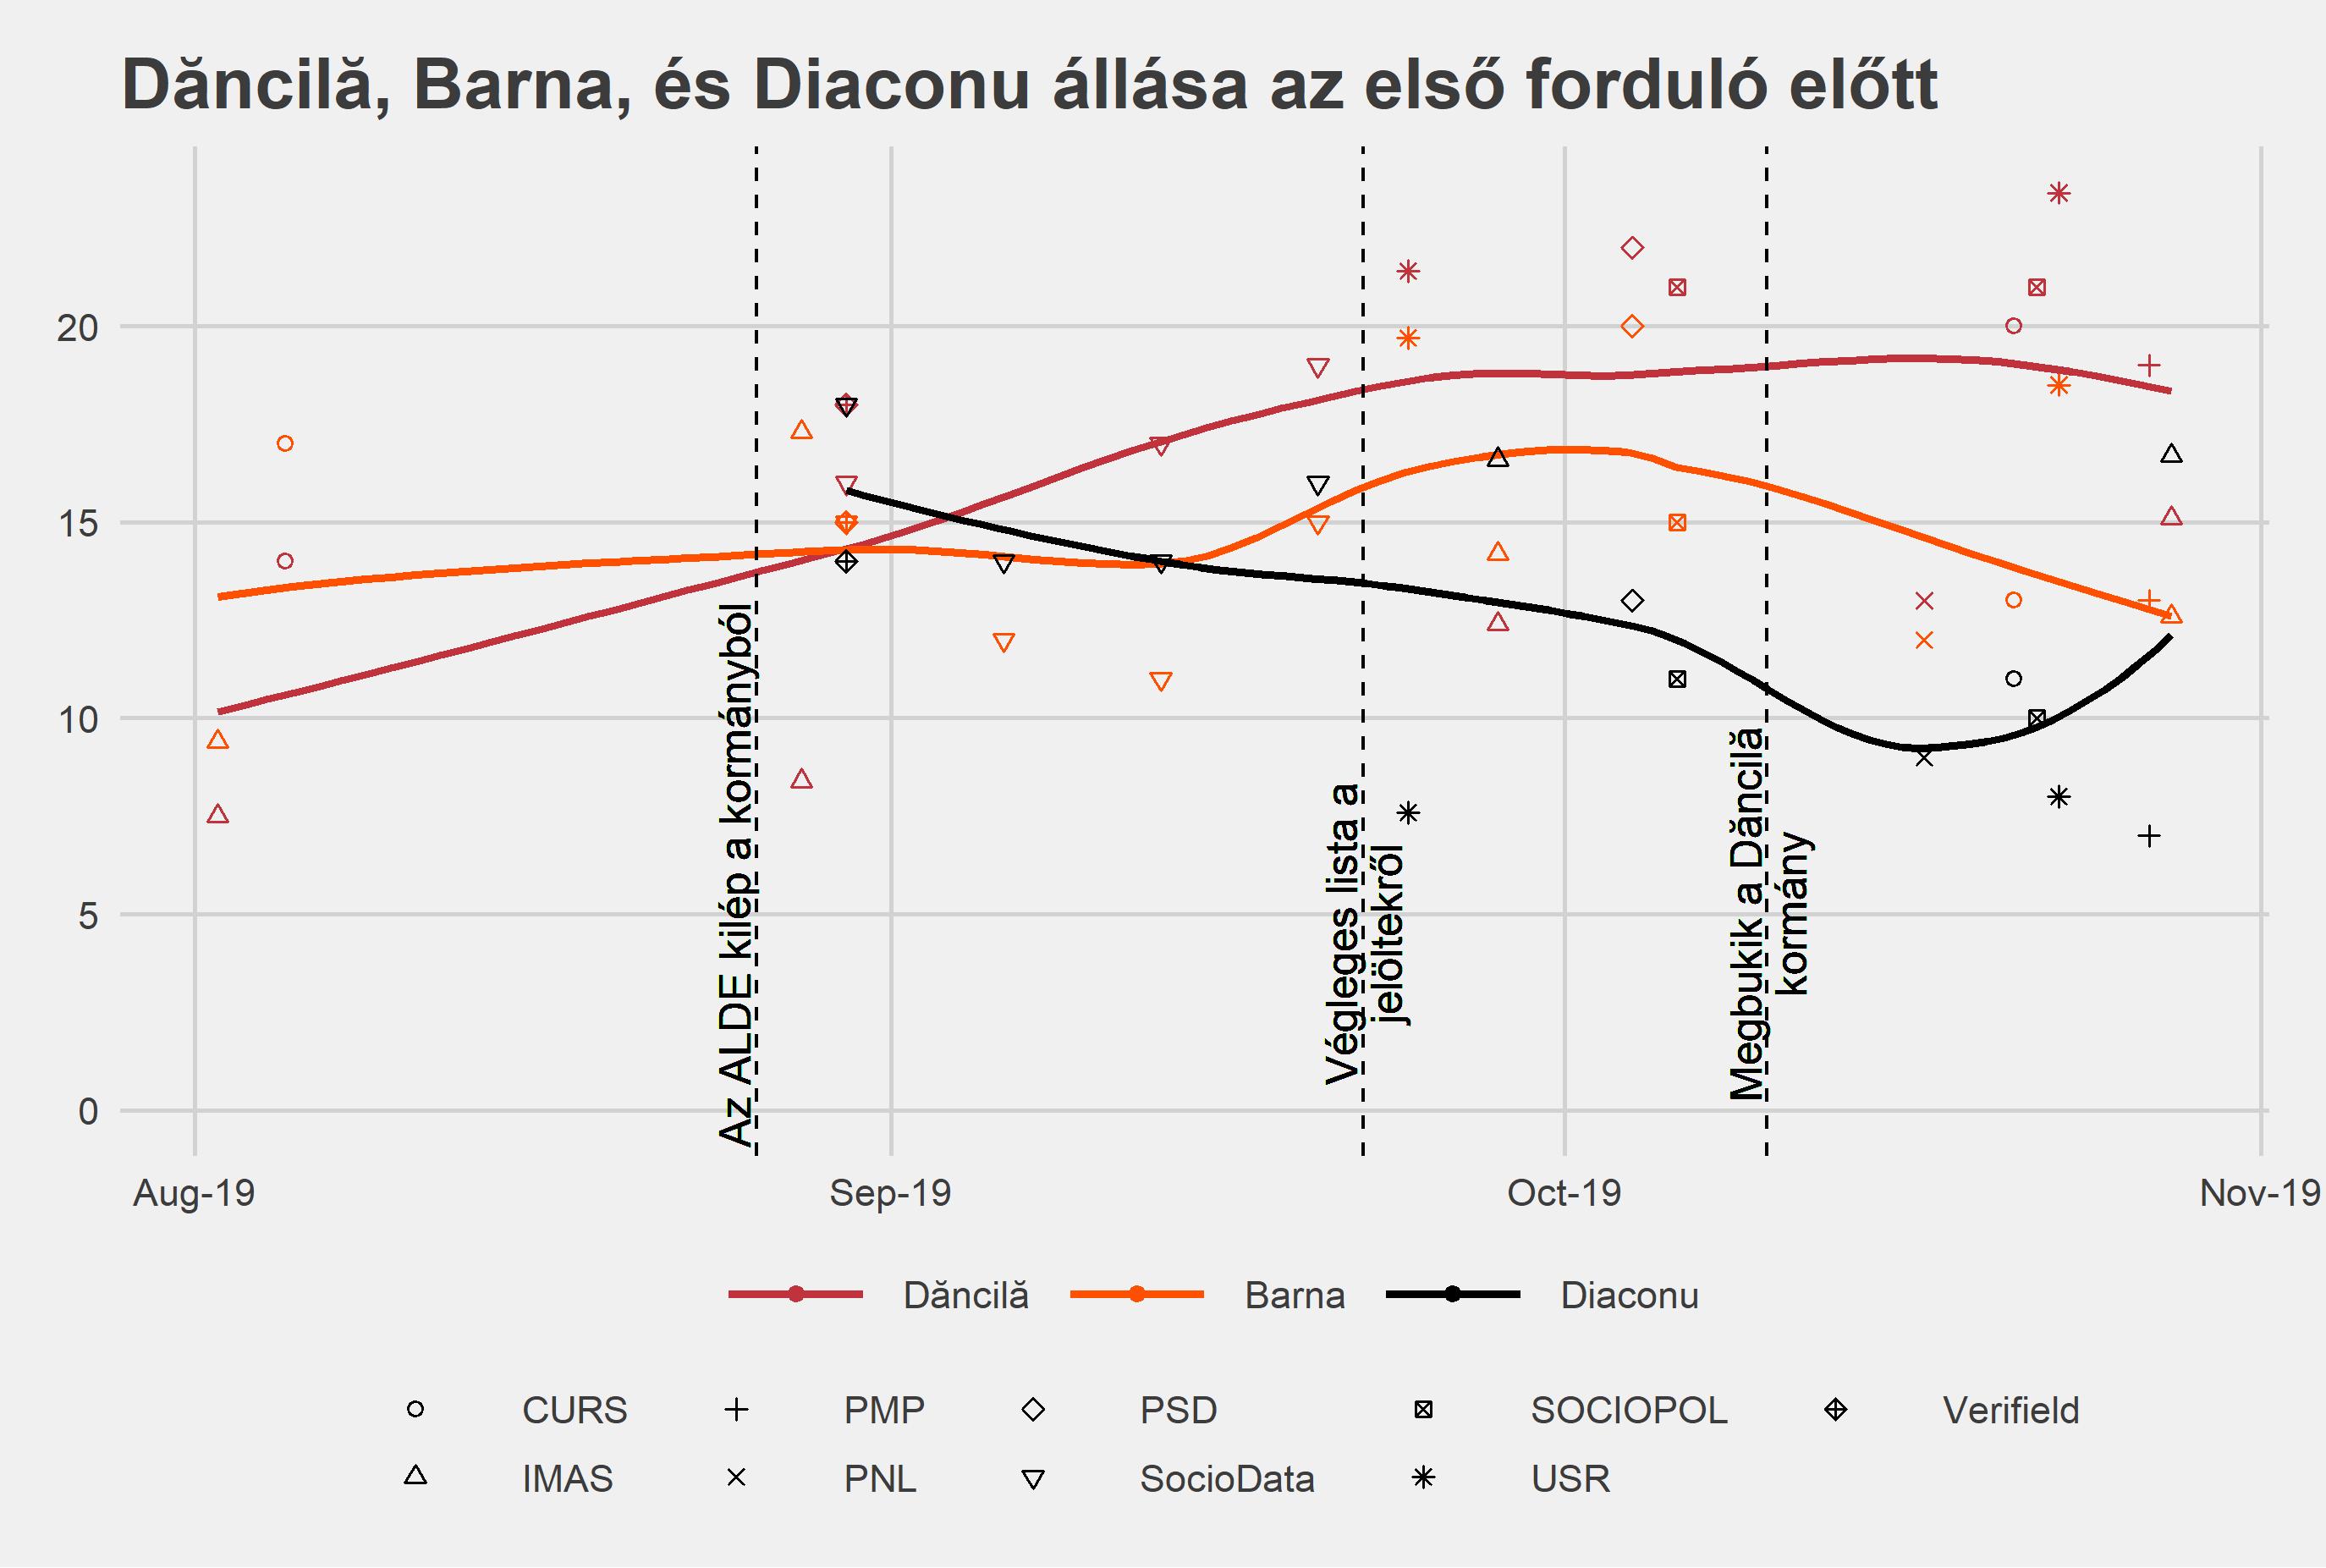 Dăncilă, Barna, és Diaconu állása az első forduló előtt
20
15
10
5
0
Az ALDE kilép a kormányból
Végleges lista a
jelöltekről
Megbukik a Dăncilă
kormány
Aug-19
Sep-19
Oct-19
Nov-19
Dăncilă
Barna
Diaconu
CURS
PMP
PSD
SOCIOPOL
Verifield
IMAS
PNL
SocioData
USR